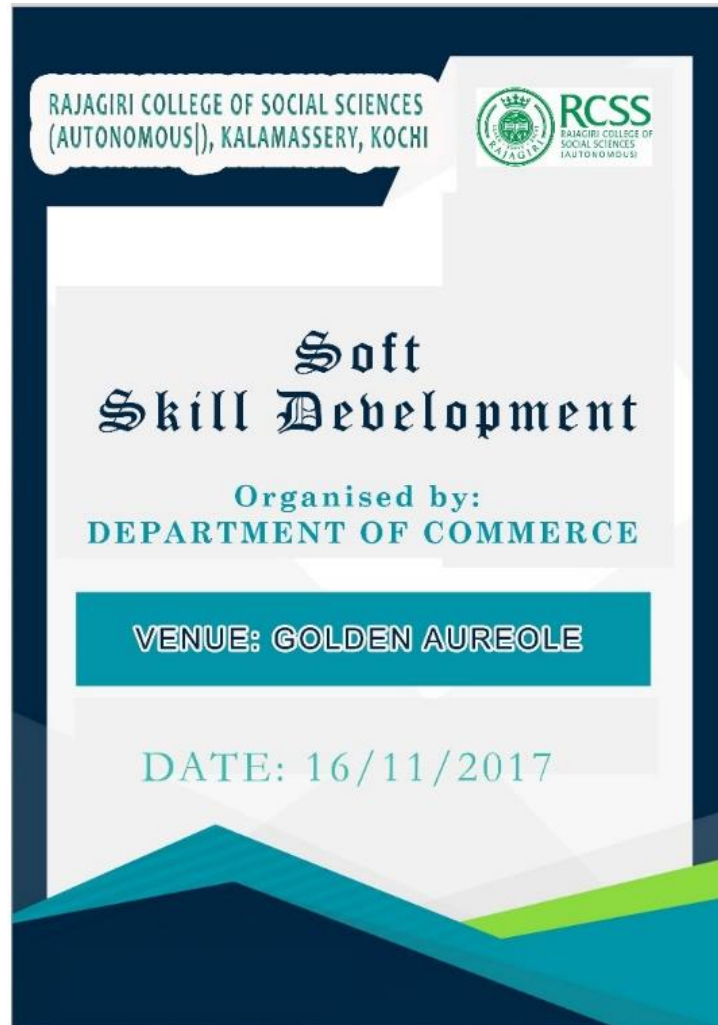 RAJAGIRI COLLEGE OF SOCIAL SCIENCES
(AUTONOMOUS|), KALAMASSERY, KOCHI
RAJAGIRI
RCSS
RAJAGIRI COLLEGE OF
SOCIAL SCIENCES
(AUTONOMOUS)
Soft
Skill Development
Organised by:
DEPARTMENT OF COMMERCE
VENUE: GOLDEN AUREOLE
DATE: 16/11/2017